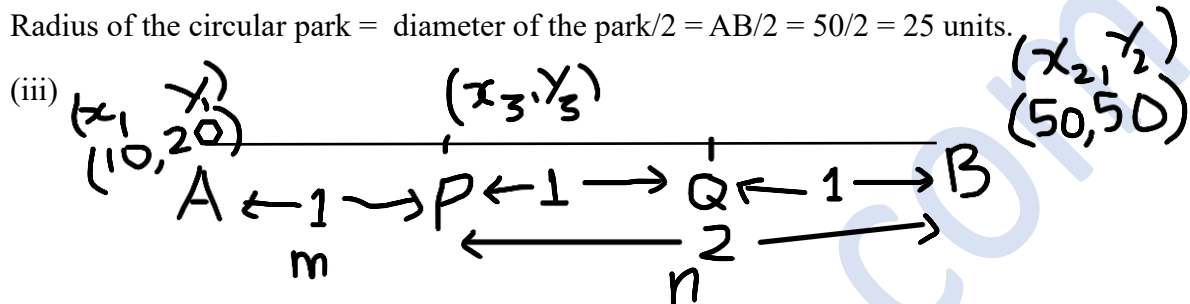 Radius of the circular park = diameter of the park/2 = AB/2 = 50/2 = 25 units.
(iii)
(x₁, y₁) (x₃, y₃) (x₂, y₂)
(10, 20) (50, 50)
A ←1→ P ←1→ Q ←1→ B
m ← 2 →
n
com